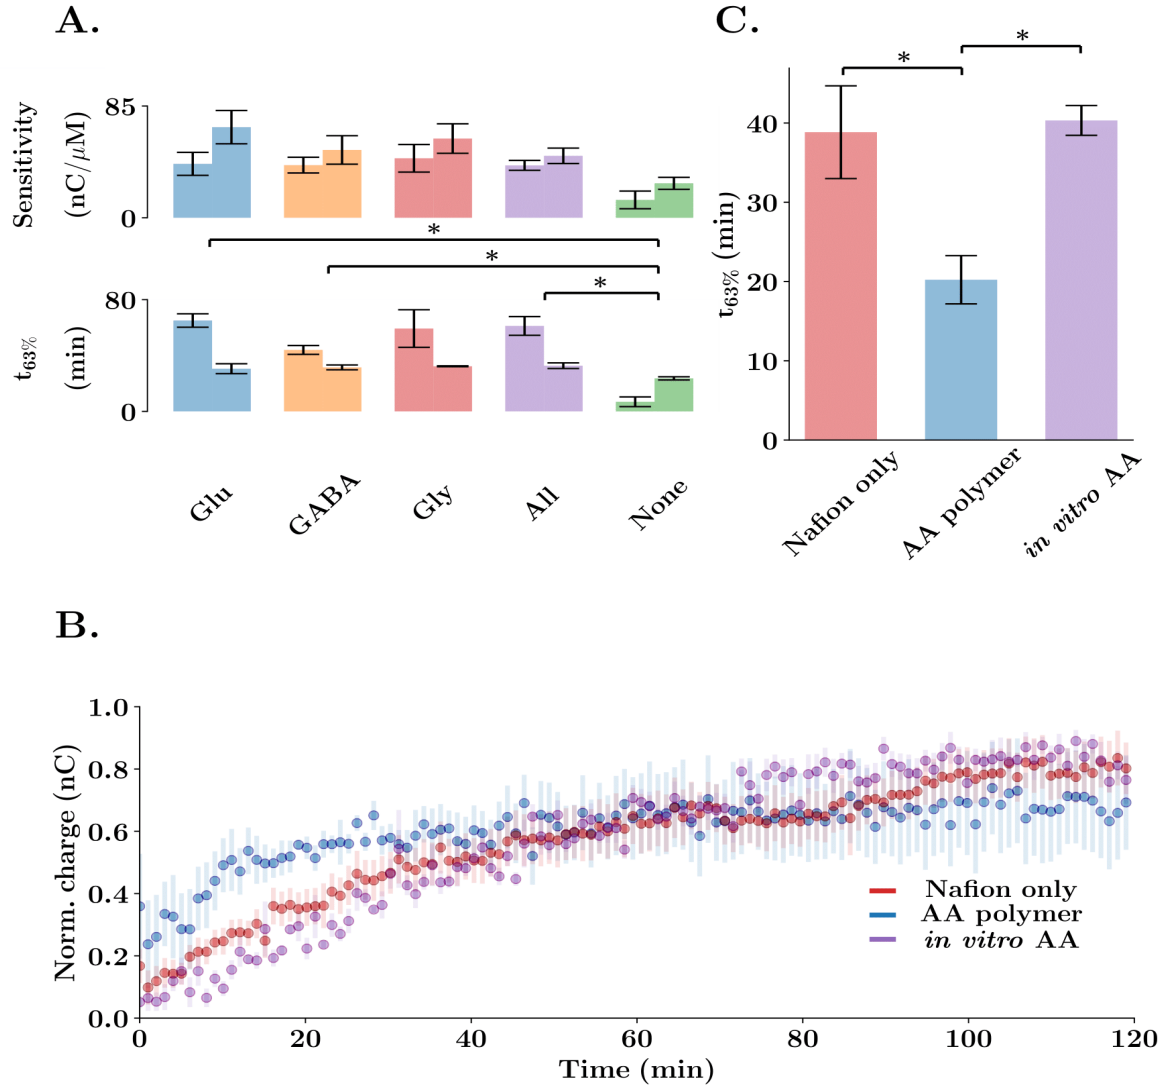 A.
Sensitivity
(nC/μM)
85
0
*
*
*
t63%
(min)
80
0
Glu
GABA
Gly
All
None
C.
*
*
t63% (min)
40
30
20
10
0
Nafion only
AA polymer
in vitro AA
B.
Norm. charge (nC)
1.0
0.8
0.6
0.4
0.2
0.0
0 20 40 60 80 100 120
Time (min)
Nafion only
AA polymer
in vitro AA